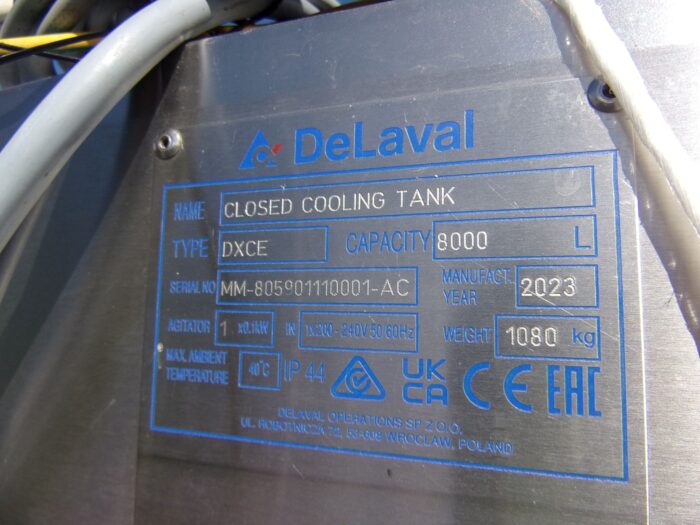 DeLaval
NAME CLOSED COOLING TANK
TYPE DXCE CAPACITY 8000 L
SERIAL NO MM-805901110001-AC MANUFACT. YEAR 2023
AGITATOR 1 x0.1kW IN 1x200-240V 50/60Hz WEIGHT 1080 kg
MAX. AMBIENT TEMPERATURE 40°C IP 44 UK CA CE EAC
DELAVAL OPERATIONS SP Z O.O.
UL. ROBOTNICZA 72, 53-608 WROCLAW, POLAND